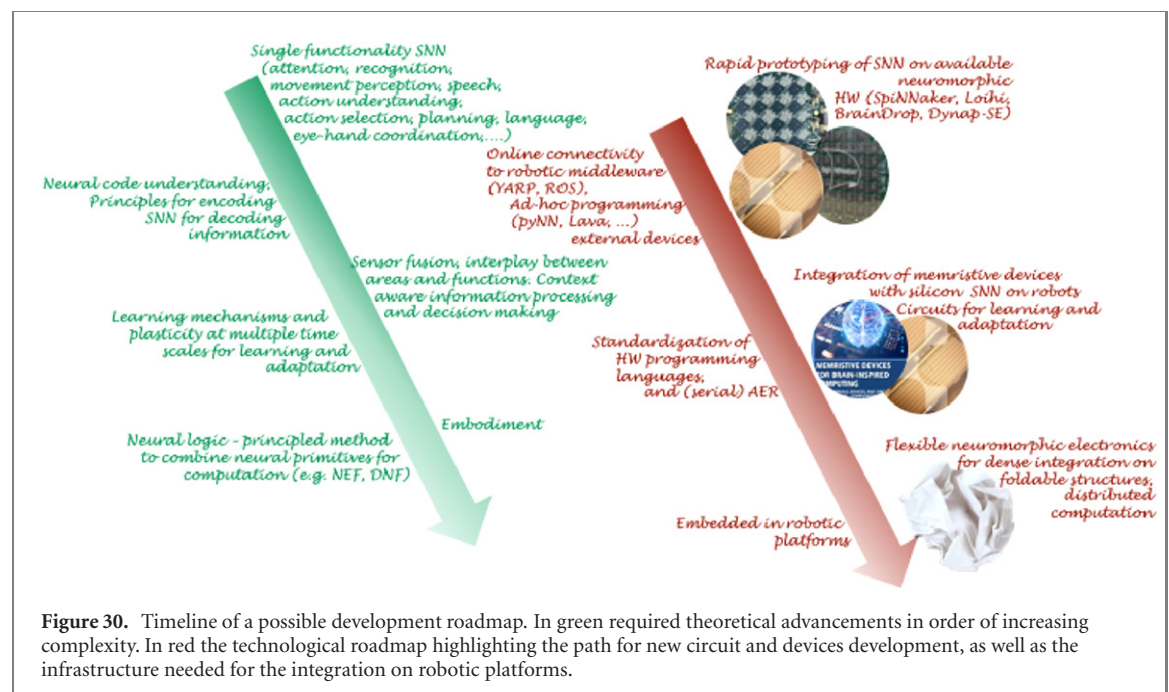 Single functionality SNN
(attention, recognition,
movement perception, speech,
action understanding,
action selection, planning, language,
eye-hand coordination,....)
Neural code understanding,
Principles for encoding
SNN for decoding
information
Sensor fusion, interplay between
areas and functions. Context
aware information processing
and decision making
Learning mechanisms and
plasticity at multiple time
scales for learning and
adaptation
Embodiment
Neural logic - principled method
to combine neural primitives for
computation (e.g. NEF, DNF)
Rapid prototyping of SNN on available
neuromorphic
HW (SpiNNaker, Loihi,
BrainDrop, Dynap-SE)
Online connectivity
to robotic middleware
(YARP, ROS),
Ad-hoc programming
(pyNN, Lava, ...)
external devices
Integration of memristive devices
with silicon SNN on robots
Circuits for learning and
adaptation
MEMRISTIVE DEVICES
FOR BRAIN-INSPIRED
COMPUTING
Standardization of
HW programming
languages,
and (serial) AER
Flexible neuromorphic electronics
for dense integration on
foldable structures,
distributed
computation
Embedded in robotic
platforms
Figure 30. Timeline of a possible development roadmap. In green required theoretical advancements in order of increasing
complexity. In red the technological roadmap highlighting the path for new circuit and devices development, as well as the
infrastructure needed for the integration on robotic platforms.